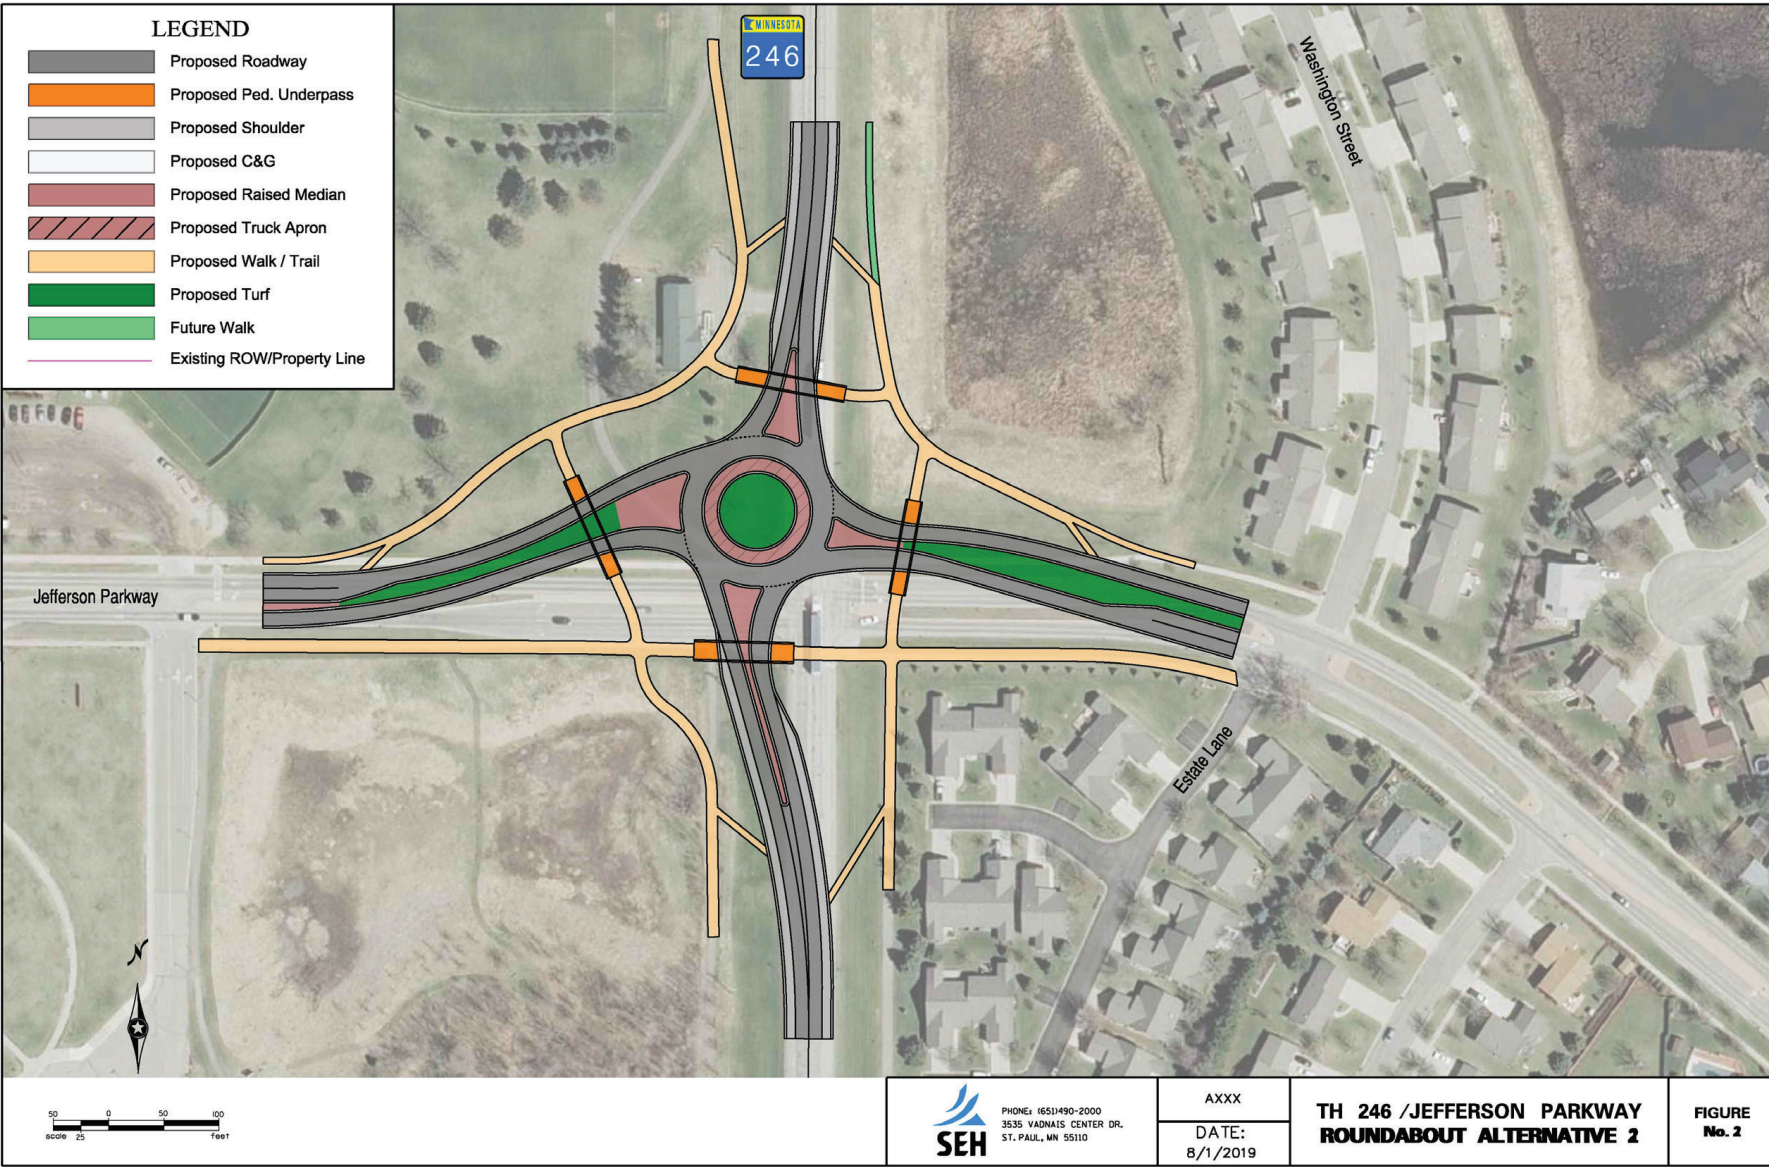 LEGEND
Proposed Roadway
Proposed Ped. Underpass
Proposed Shoulder
Proposed C&G
Proposed Raised Median
Proposed Truck Apron
Proposed Walk / Trail
Proposed Turf
Future Walk
Existing ROW/Property Line
MINNESOTA
246
Washington Street
Jefferson Parkway
Estate Lane
N
50 0 50 100
scale 25 feet
SEH
PHONE: (651)490-2000
3535 VADNAIS CENTER DR.
ST. PAUL, MN 55110
AXXX
DATE:
8/1/2019
TH 246 /JEFFERSON PARKWAY
ROUNDABOUT ALTERNATIVE 2
FIGURE
No. 2